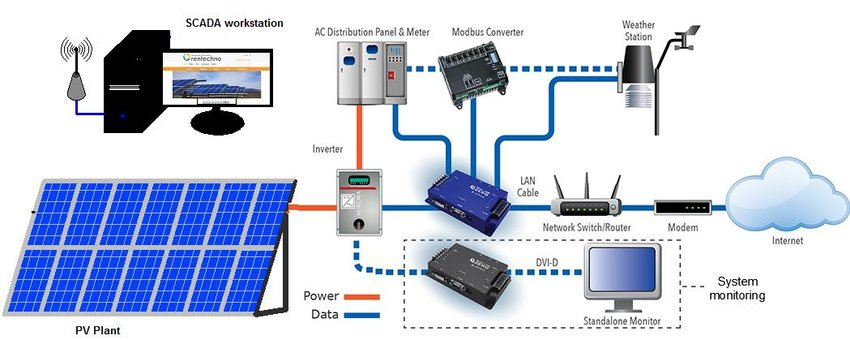 SCADA workstation
rentechno
AC Distribution Panel & Meter
Modbus Converter
Weather
Station
Inverter
LAN
Cable
Network Switch/Router
Modem
Internet
DVI-D
System
monitoring
Power
Data
Standalone Monitor
PV Plant